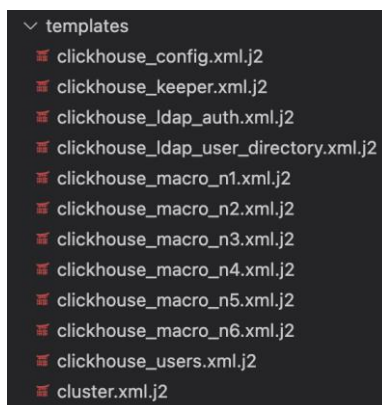 templates
clickhouse_config.xml.j2
clickhouse_keeper.xml.j2
clickhouse_ldap_auth.xml.j2
clickhouse_ldap_user_directory.xml.j2
clickhouse_macro_n1.xml.j2
clickhouse_macro_n2.xml.j2
clickhouse_macro_n3.xml.j2
clickhouse_macro_n4.xml.j2
clickhouse_macro_n5.xml.j2
clickhouse_macro_n6.xml.j2
clickhouse_users.xml.j2
cluster.xml.j2